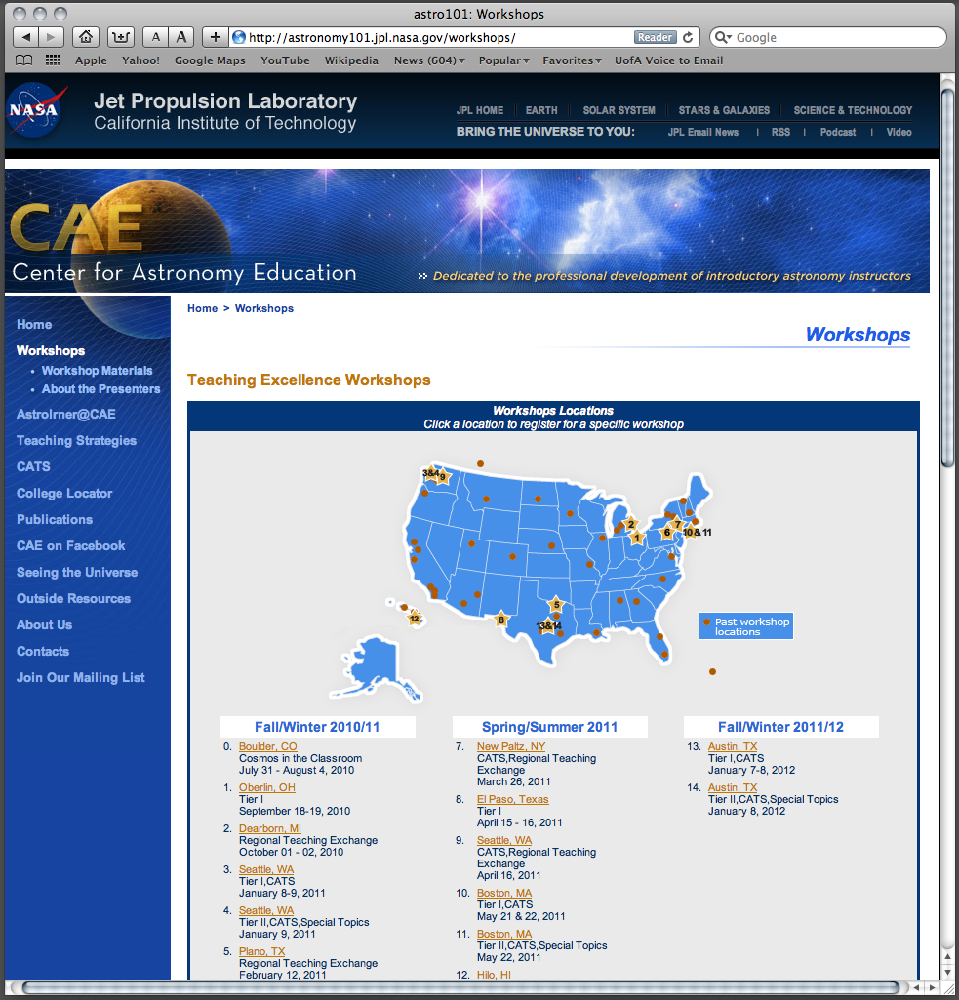 astro101: Workshops
A A + http://astronomy101.jpl.nasa.gov/workshops/ Reader Google
Apple Yahoo! Google Maps YouTube Wikipedia News (604) Popular Favorites UofA Voice to Email
NASA
Jet Propulsion Laboratory
California Institute of Technology
JPL HOME EARTH SOLAR SYSTEM STARS & GALAXIES SCIENCE & TECHNOLOGY
BRING THE UNIVERSE TO YOU: JPL Email News | RSS | Podcast | Video
CAE
Center for Astronomy Education
Dedicated to the professional development of introductory astronomy instructors
Home
Workshops
• Workshop Materials
• About the Presenters
Astrolrner@CAE
Teaching Strategies
CATS
College Locator
Publications
CAE on Facebook
Seeing the Universe
Outside Resources
About Us
Contacts
Join Our Mailing List
Home > Workshops
Workshops
Teaching Excellence Workshops
Workshops Locations
Click a location to register for a specific workshop
3&4 9
2
1
7
6
10 & 11
5
8
13&14
12
Past workshop
locations
Fall/Winter 2010/11
0. Boulder, CO
Cosmos in the Classroom
July 31 - August 4, 2010
1. Oberlin, OH
Tier I
September 18-19, 2010
2. Dearborn, MI
Regional Teaching Exchange
October 01 - 02, 2010
3. Seattle, WA
Tier I,CATS
January 8-9, 2011
4. Seattle, WA
Tier II,CATS,Special Topics
January 9, 2011
5. Plano, TX
Regional Teaching Exchange
February 12, 2011
Spring/Summer 2011
7. New Paltz, NY
CATS,Regional Teaching
Exchange
March 26, 2011
8. El Paso, Texas
Tier I
April 15 - 16, 2011
9. Seattle, WA
CATS,Regional Teaching
Exchange
April 16, 2011
10. Boston, MA
Tier I,CATS
May 21 & 22, 2011
11. Boston, MA
Tier II,CATS,Special Topics
May 22, 2011
12. Hilo, HI
Fall/Winter 2011/12
13. Austin, TX
Tier I,CATS
January 7-8, 2012
14. Austin, TX
Tier II,CATS,Special Topics
January 8, 2012